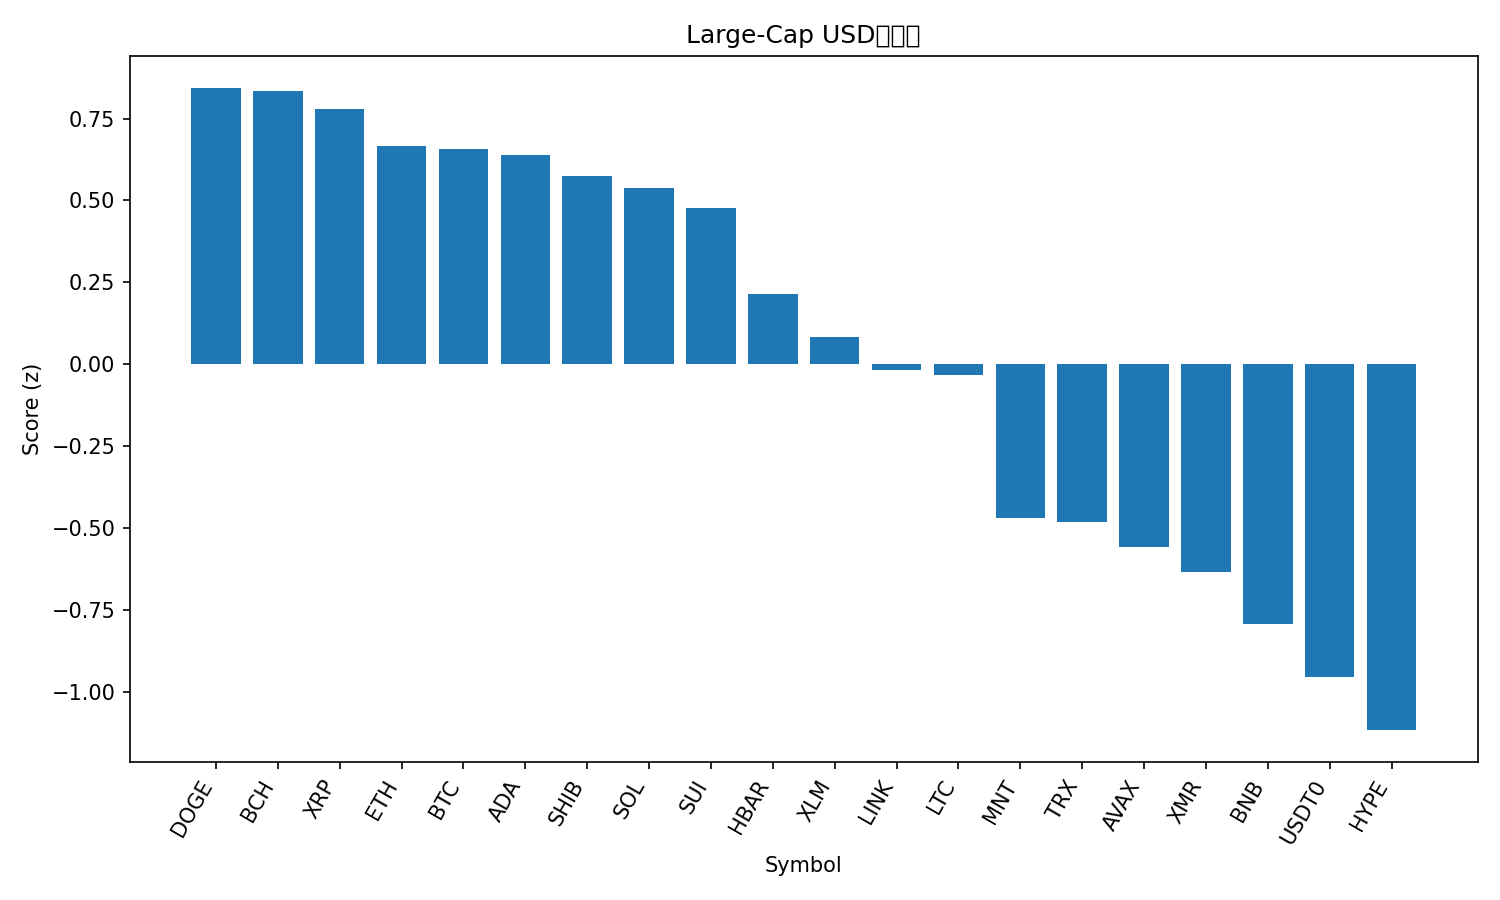 Large-Cap USD
0.75
0.50
0.25
0.00
−0.25
−0.50
−0.75
−1.00
Score (z)
DOGE
BCH
XRP
ETH
BTC
ADA
SHIB
SOL
SUI
HBAR
XLM
LINK
LTC
MNT
TRX
AVAX
XMR
BNB
USDT0
HYPE
Symbol